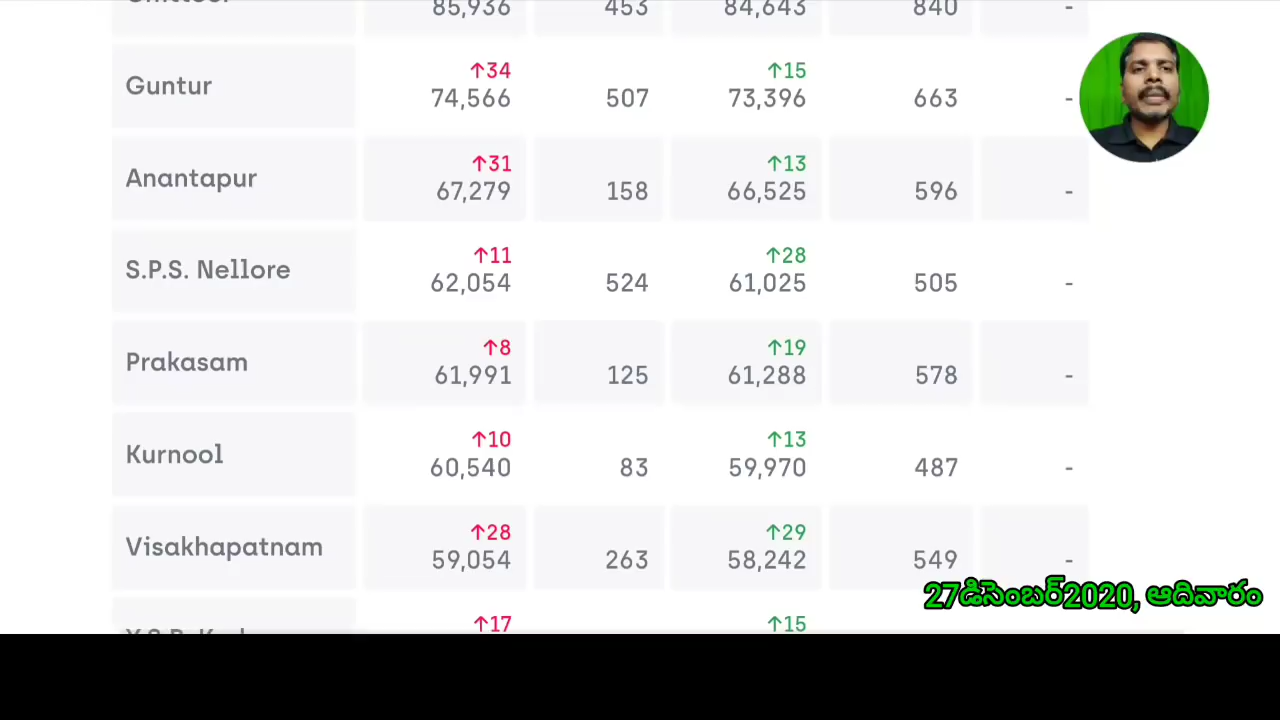 85,936 453 84,643 840 -
↑34 ↑15
Guntur 74,566 507 73,396 663 -
↑31 ↑13
Anantapur 67,279 158 66,525 596 -
↑11 ↑28
S.P.S. Nellore 62,054 524 61,025 505 -
↑8 ↑19
Prakasam 61,991 125 61,288 578 -
↑10 ↑13
Kurnool 60,540 83 59,970 487 -
↑28 ↑29
Visakhapatnam 59,054 263 58,242 549 -
27డిసెంబర్2020, ఆదివారం
↑17 ↑15